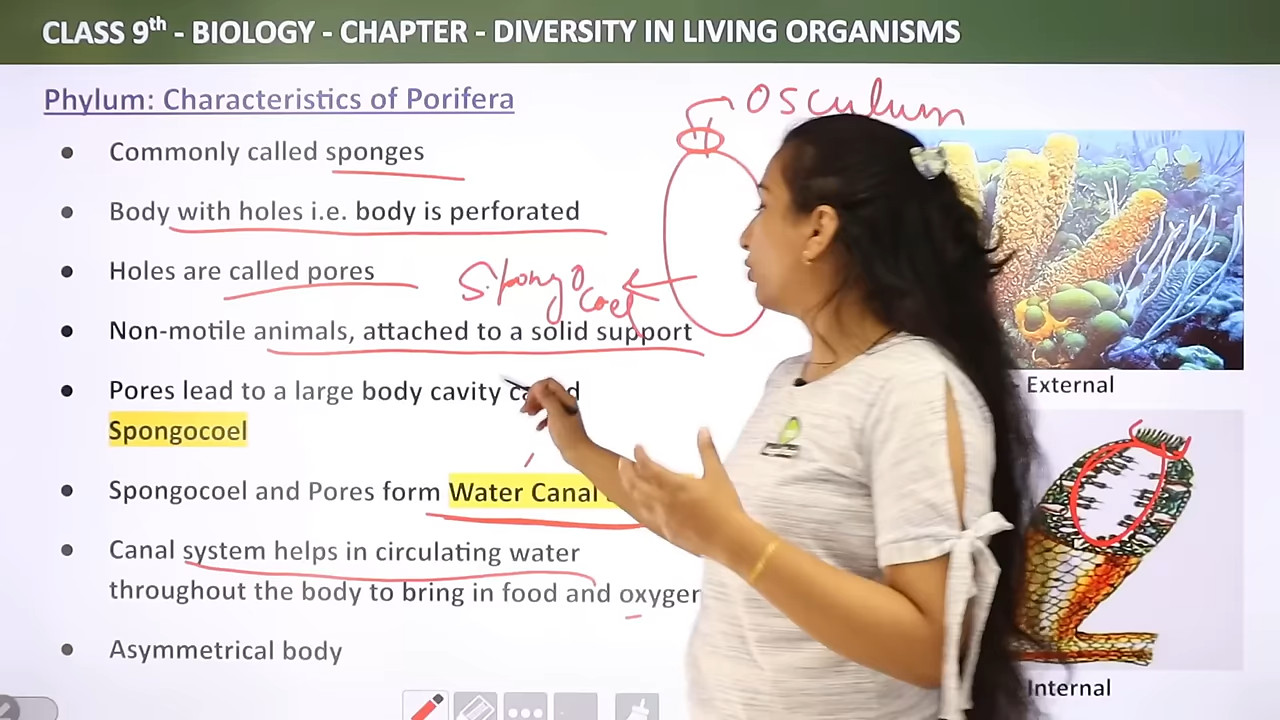 CLASS 9th - BIOLOGY - CHAPTER - DIVERSITY IN LIVING ORGANISMS
Phylum: Characteristics of Porifera
osculum
Commonly called sponges
Body with holes i.e. body is perforated
Holes are called pores
Spongocoel
Non-motile animals, attached to a solid support
Pores lead to a large body cavity
Spongocoel
External
Spongocoel and Pores form Water Canal
Canal system helps in circulating water
throughout the body to bring in food and oxygen
Asymmetrical body
Internal